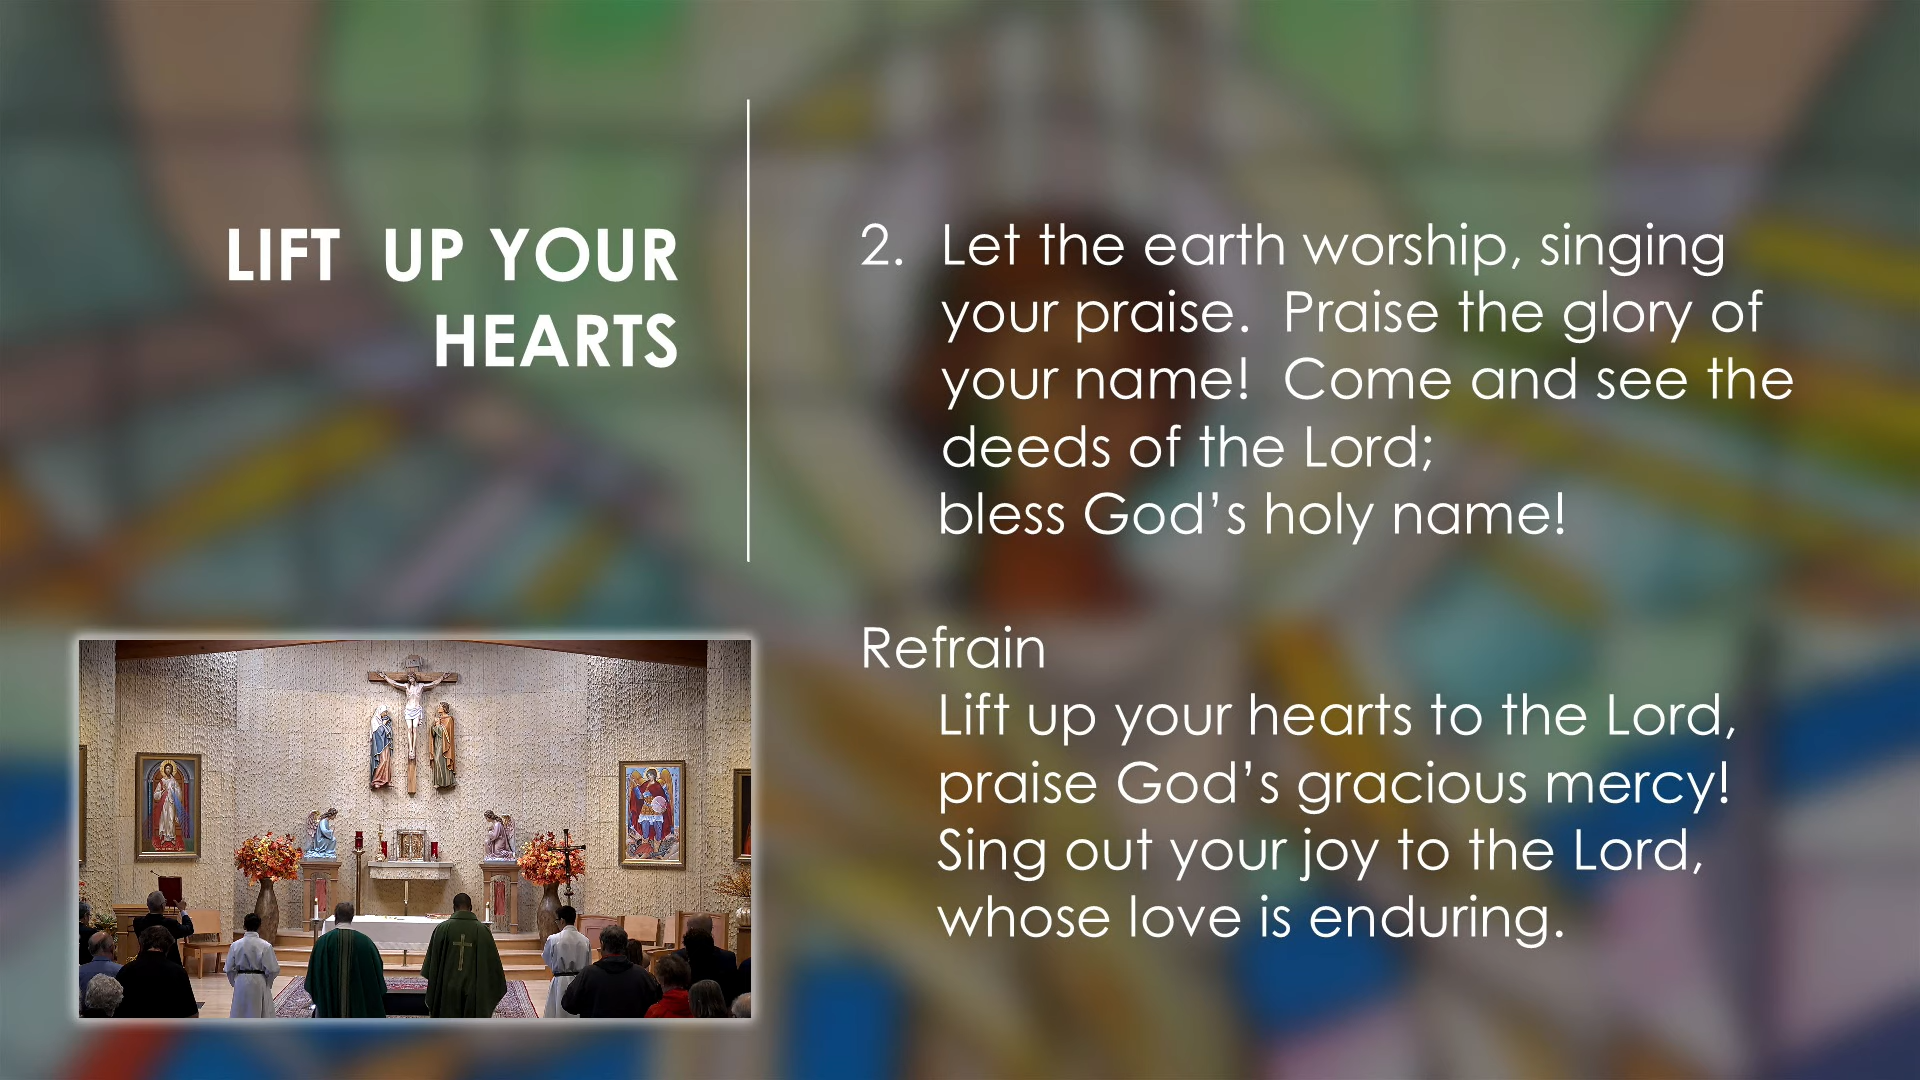 LIFT  UP YOUR
HEARTS
2. Let the earth worship, singing
your praise.  Praise the glory of
your name!  Come and see the
deeds of the Lord;
bless God’s holy name!
Refrain
Lift up your hearts to the Lord,
praise God’s gracious mercy!
Sing out your joy to the Lord,
whose love is enduring.